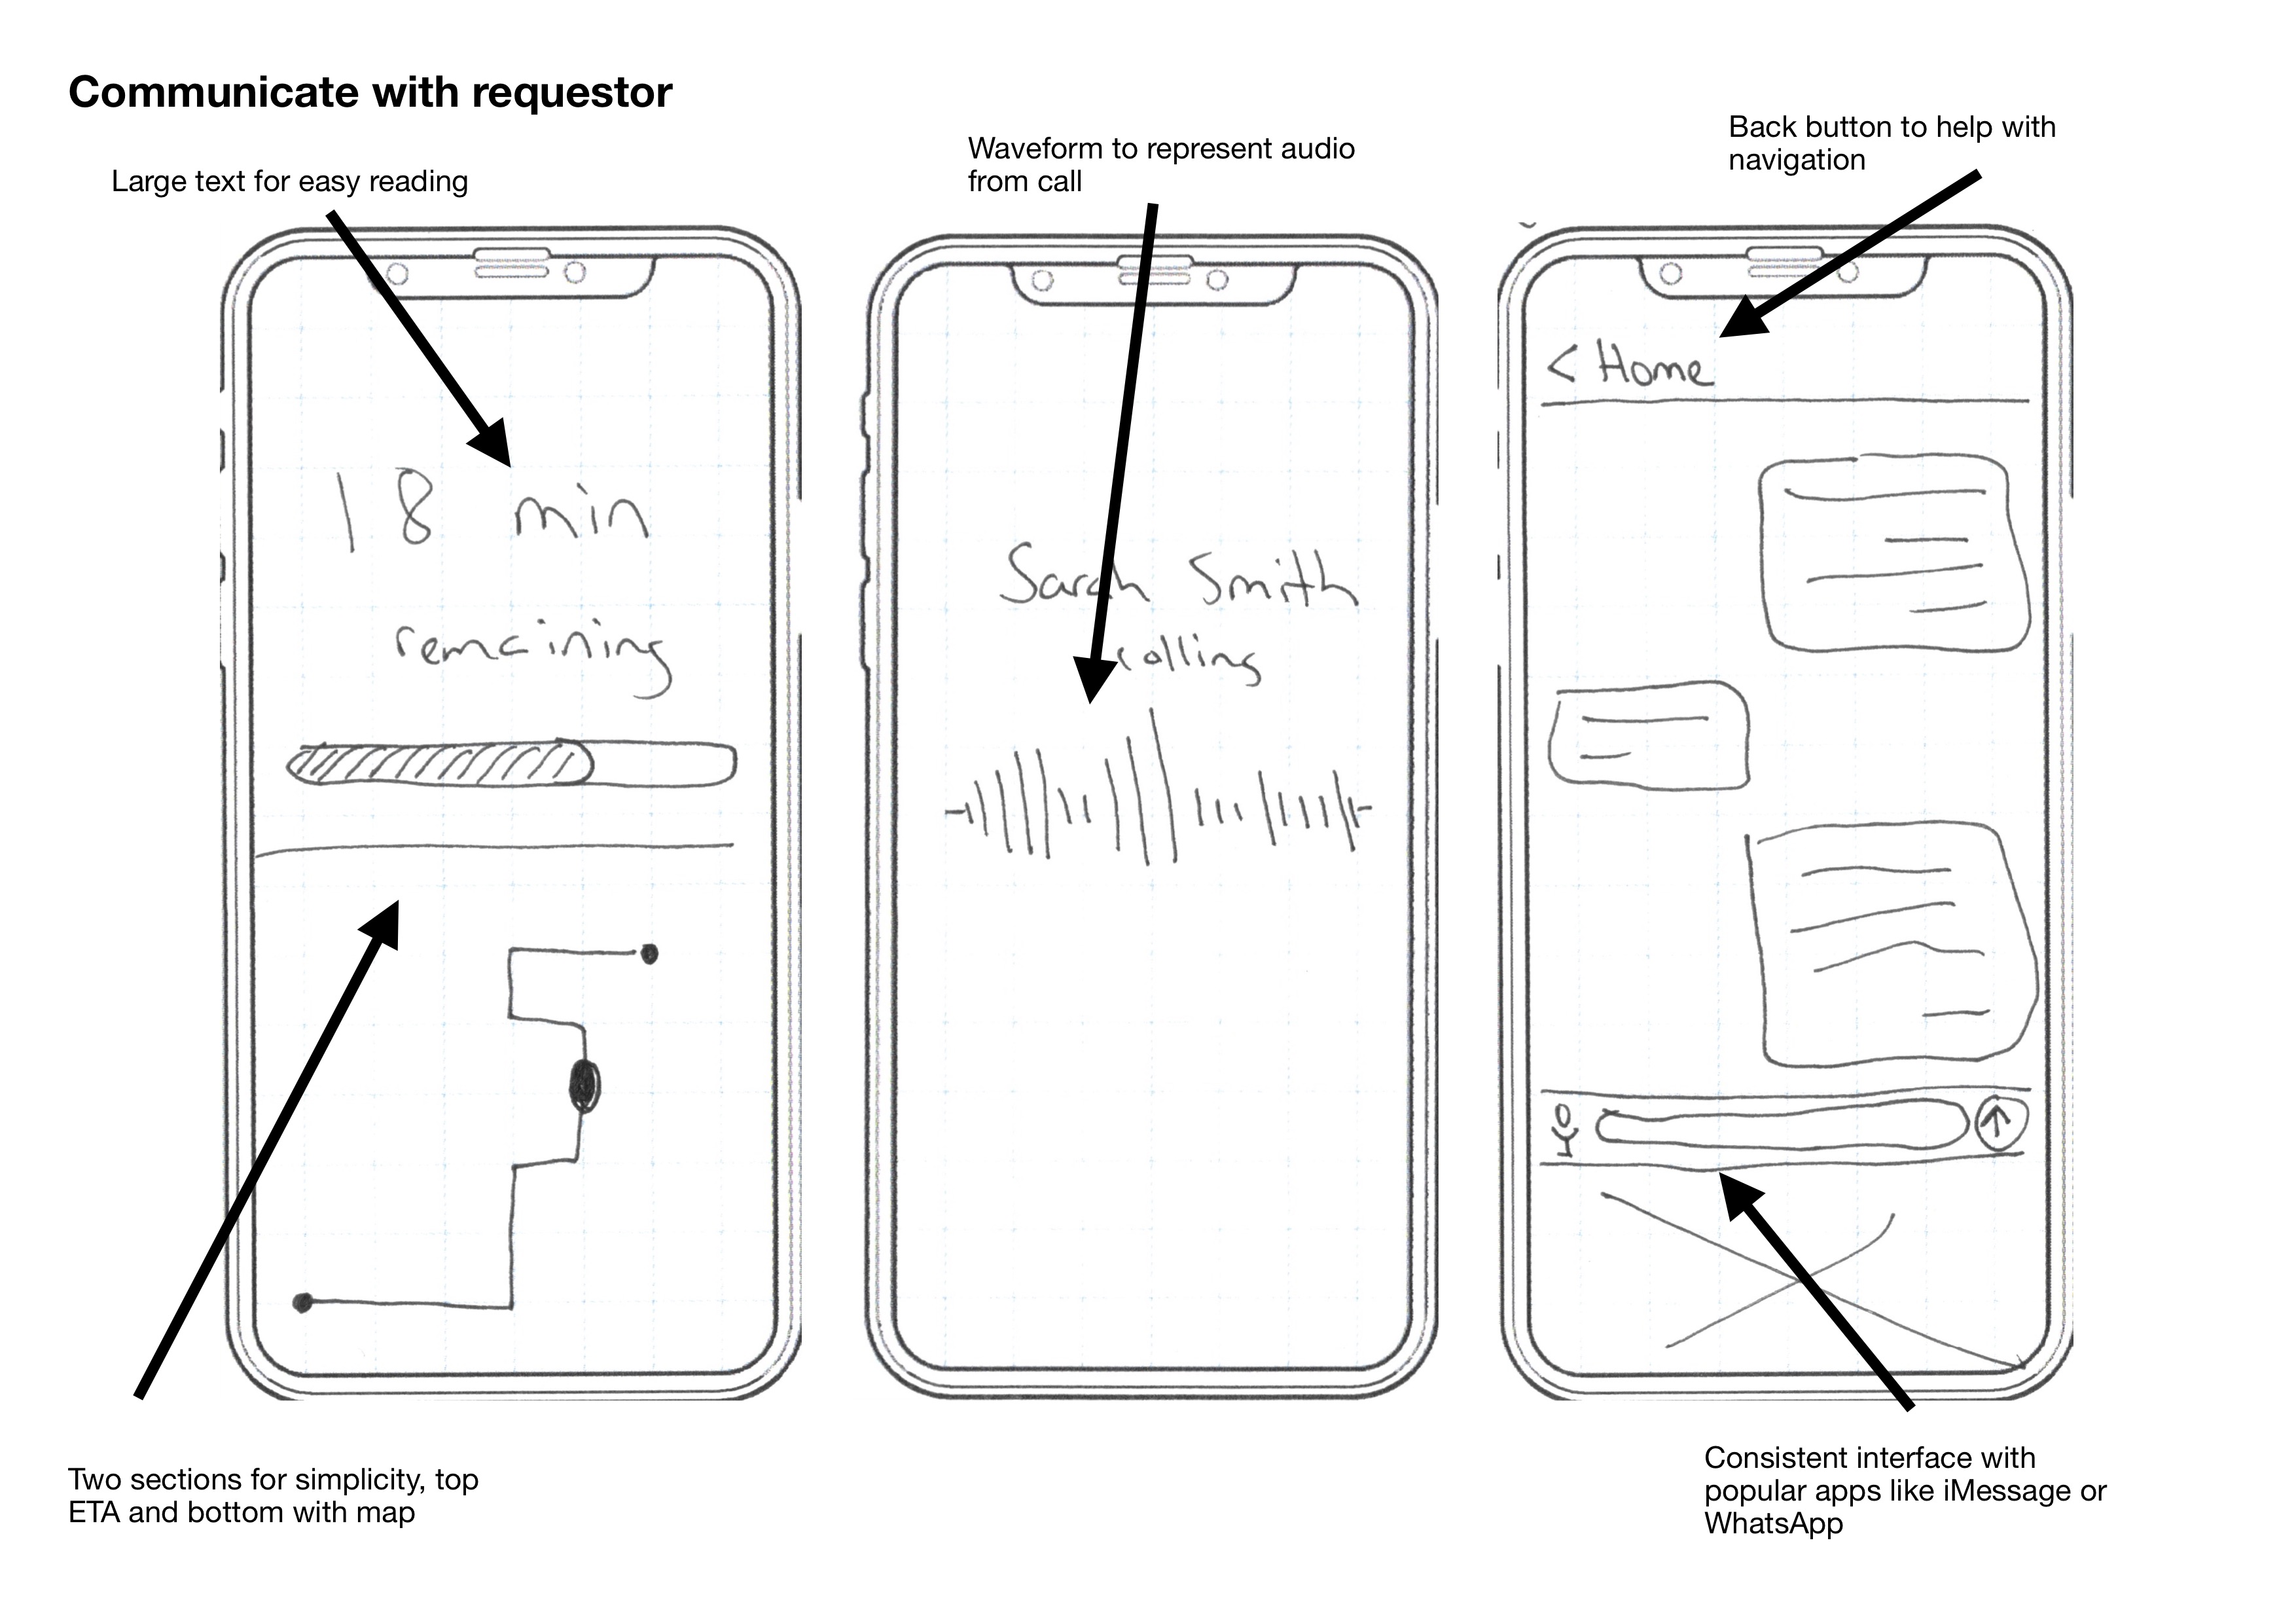 Communicate with requestor
Large text for easy reading
Waveform to represent audio
from call
Back button to help with
navigation
18 min
remaining
Sarah Smith
calling
< Home
Two sections for simplicity, top
ETA and bottom with map
Consistent interface with
popular apps like iMessage or
WhatsApp